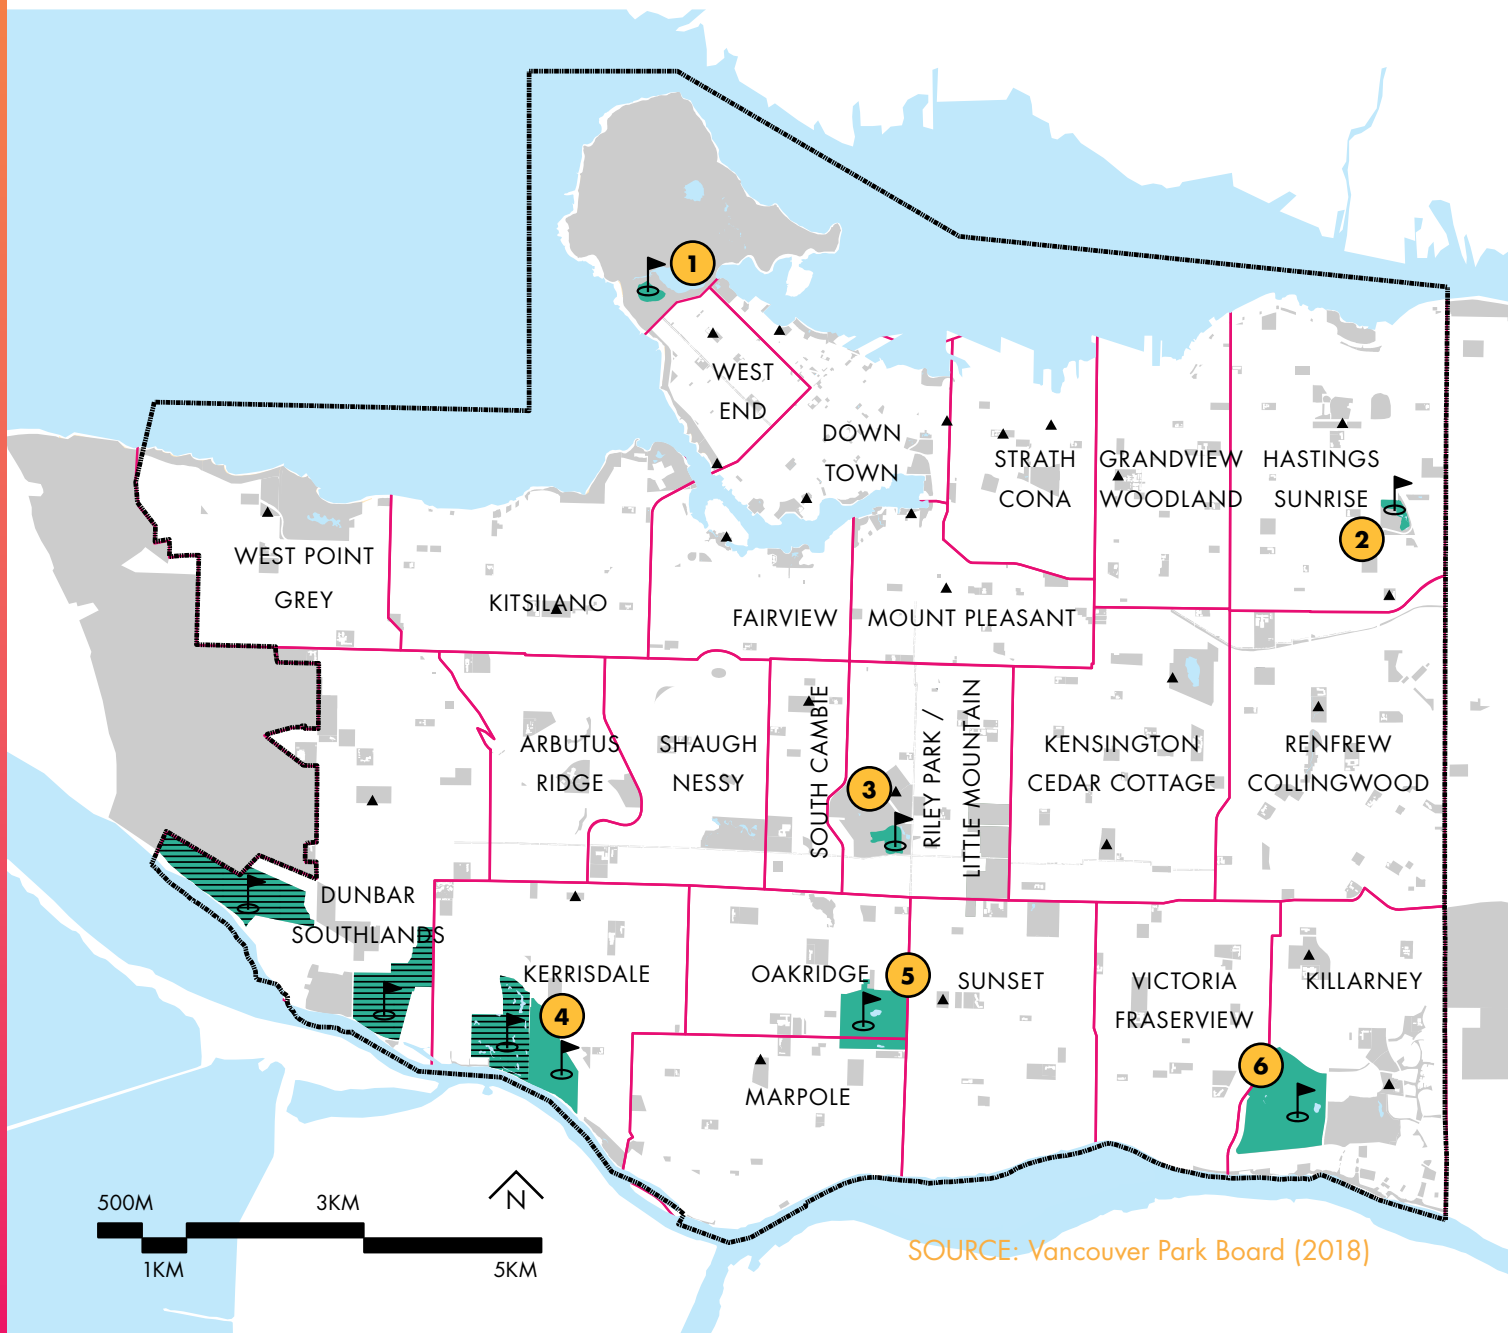 1
WEST
END
DOWN
TOWN
STRATH
CONA
GRANDVIEW
WOODLAND
HASTINGS
SUNRISE
2
WEST POINT
GREY
KITSILANO
FAIRVIEW
MOUNT PLEASANT
ARBUTUS
RIDGE
SHAUGH
NESSY
SOUTH CAMBIE
3
RILEY PARK /
LITTLE MOUNTAIN
KENSINGTON
CEDAR COTTAGE
RENFREW
COLLINGWOOD
DUNBAR
SOUTHLANDS
KERRISDALE
4
OAKRIDGE
5
SUNSET
VICTORIA
FRASERVIEW
KILLARNEY
6
MARPOLE
500M
3KM
1KM
5KM
N
SOURCE: Vancouver Park Board (2018)